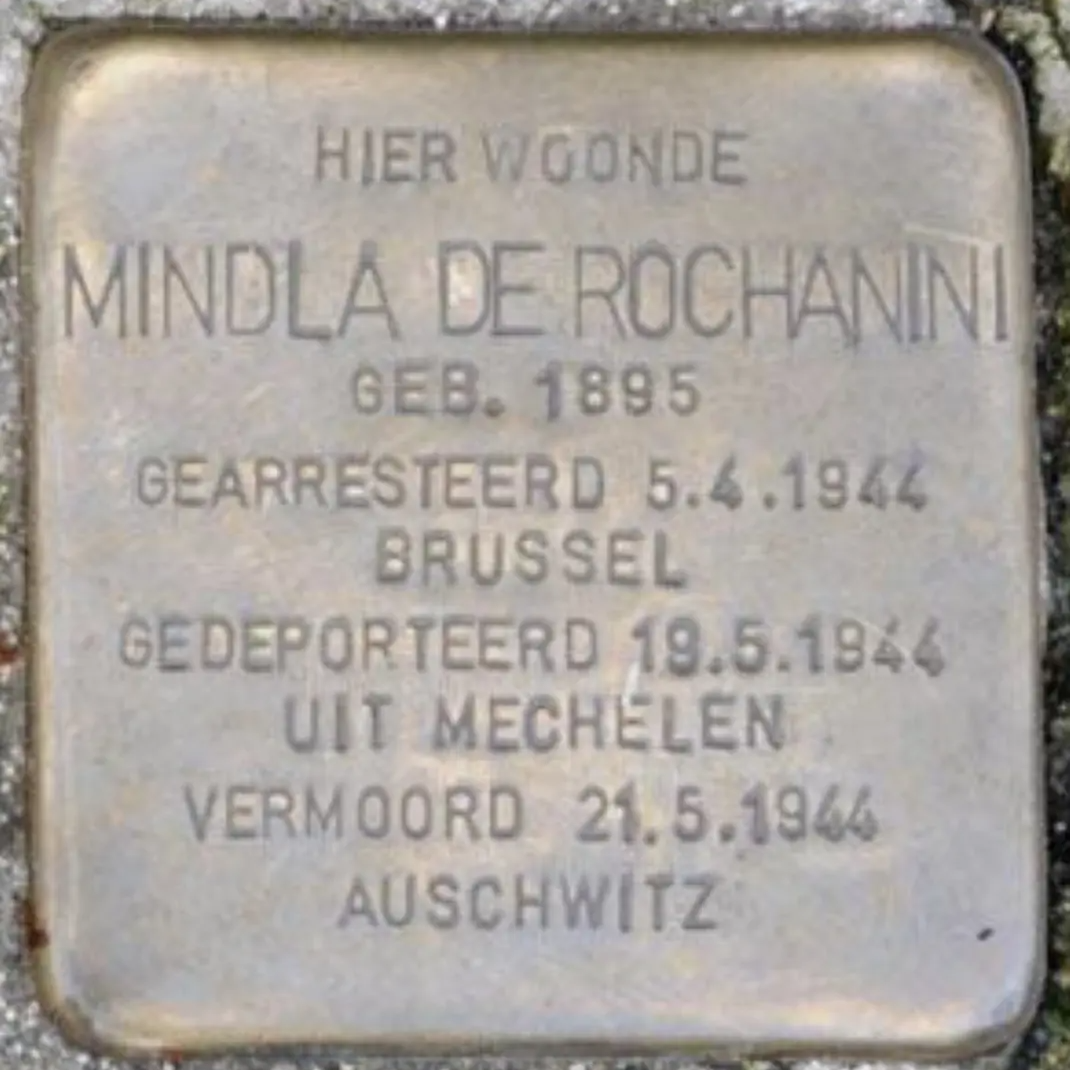 HIER WOONDE
MINDLA DE ROCHANINI
GEB. 1895
GEARRESTEERD 5.4.1944
BRUSSEL
GEDEPORTEERD 19.5.1944
UIT MECHELEN
VERMOORD 21.5.1944
AUSCHWITZ